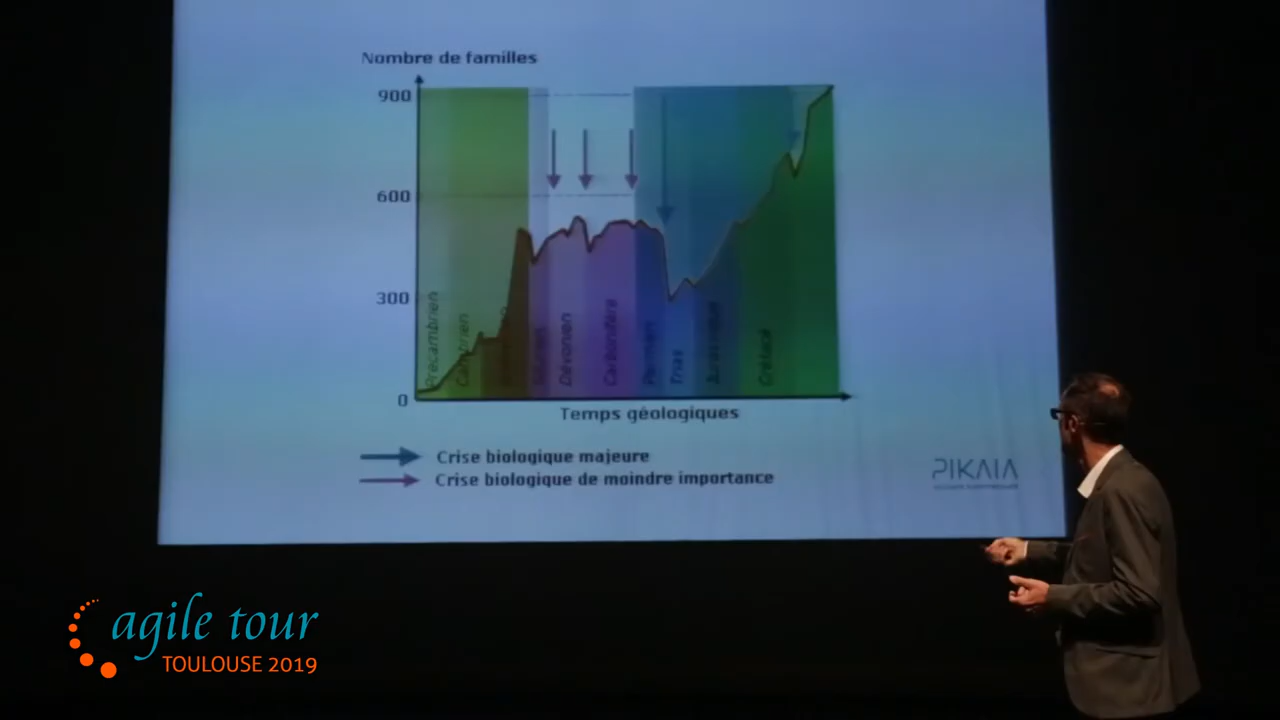 Nombre de familles
900
600
300
0
Précambrien
Cambrien
Dévonien
Carbonifère
Permien
Trias
Jurassique
Crétacé
Temps géologiques
Crise biologique majeure
Crise biologique de moindre importance
PIKAIA
agile tour
TOULOUSE 2019